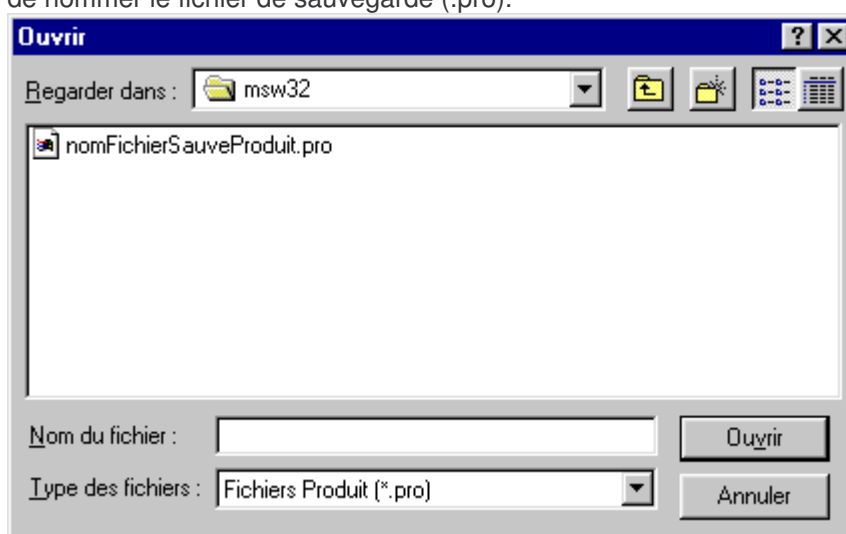 de nommer le fichier de sauvegarde (.pro).
Ouvrir
Regarder dans : msw32
nomFichierSauveProduit.pro
Nom du fichier : Ouvrir
Type des fichiers : Fichiers Produit (*.pro) Annuler